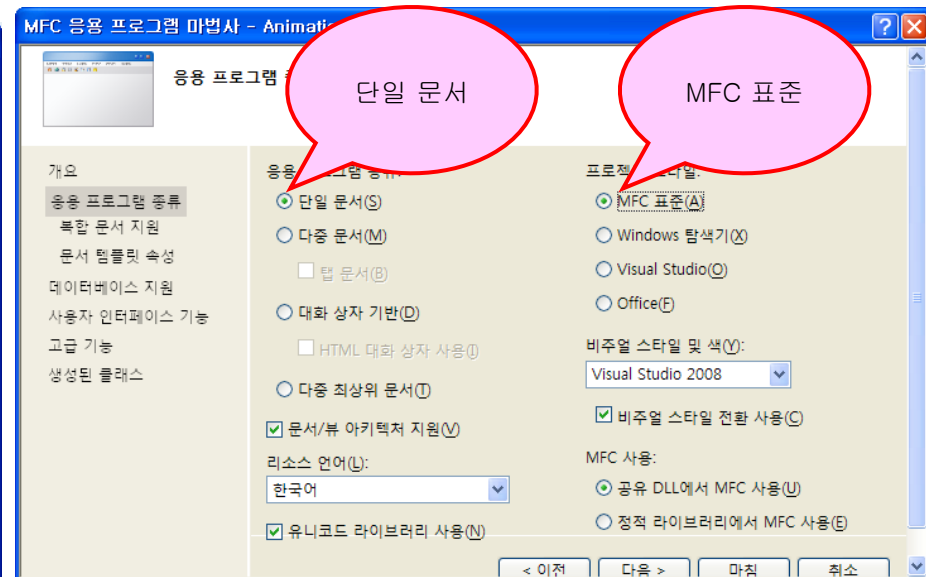 MFC 응용 프로그램 마법사 - Animatio
응용 프로그램
단일 문서
MFC 표준
개요
응용 프로그램 종류
복합 문서 지원
문서 템플릿 속성
데이터베이스 지원
사용자 인터페이스 기능
고급 기능
생성된 클래스
단일 문서(S)
다중 문서(M)
탭 문서(B)
대화 상자 기반(D)
HTML 대화 상자 사용(I)
다중 최상위 문서(T)
문서/뷰 아키텍처 지원(V)
리소스 언어(L):
한국어
유니코드 라이브러리 사용(N)
MFC 표준(A)
Windows 탐색기(X)
Visual Studio(O)
Office(F)
비주얼 스타일 및 색(Y):
Visual Studio 2008
비주얼 스타일 전환 사용(C)
MFC 사용:
공유 DLL에서 MFC 사용(U)
정적 라이브러리에서 MFC 사용(E)
< 이전
다음 >
마침
취소